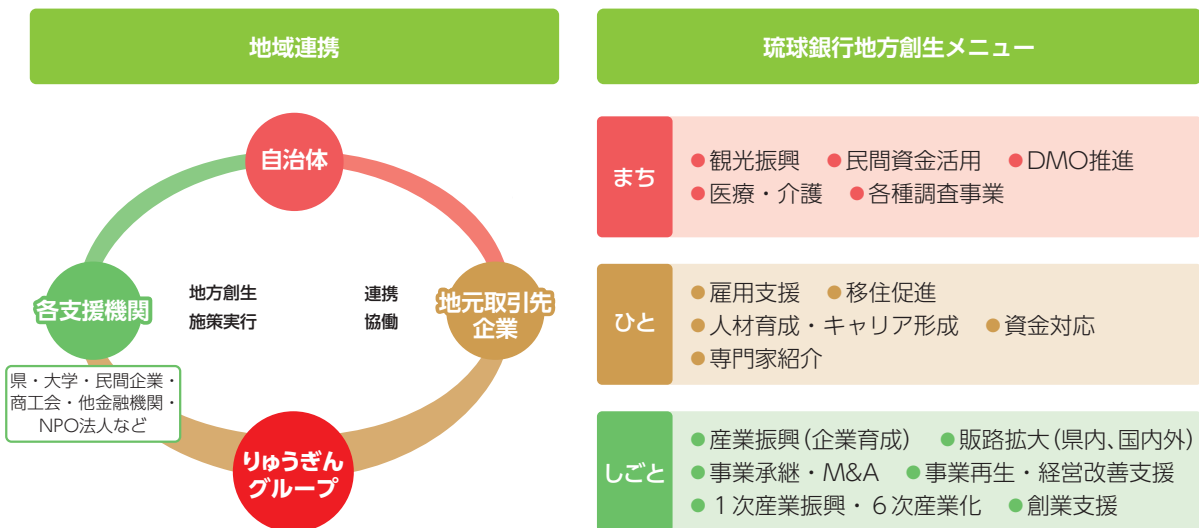 地域連携
自治体
各支援機関
地方創生
施策実行
連携
協働
地元取引先
企業
県・大学・民間企業・
商工会・他金融機関・
NPO法人など
りゅうぎん
グループ
琉球銀行地方創生メニュー
まち
●観光振興 ●民間資金活用 ●DMO推進
●医療・介護 ●各種調査事業
ひと
●雇用支援 ●移住促進
●人材育成・キャリア形成 ●資金対応
●専門家紹介
しごと
●産業振興(企業育成) ●販路拡大(県内、国内外)
●事業承継・M&A ●事業再生・経営改善支援
●1次産業振興・6次産業化 ●創業支援